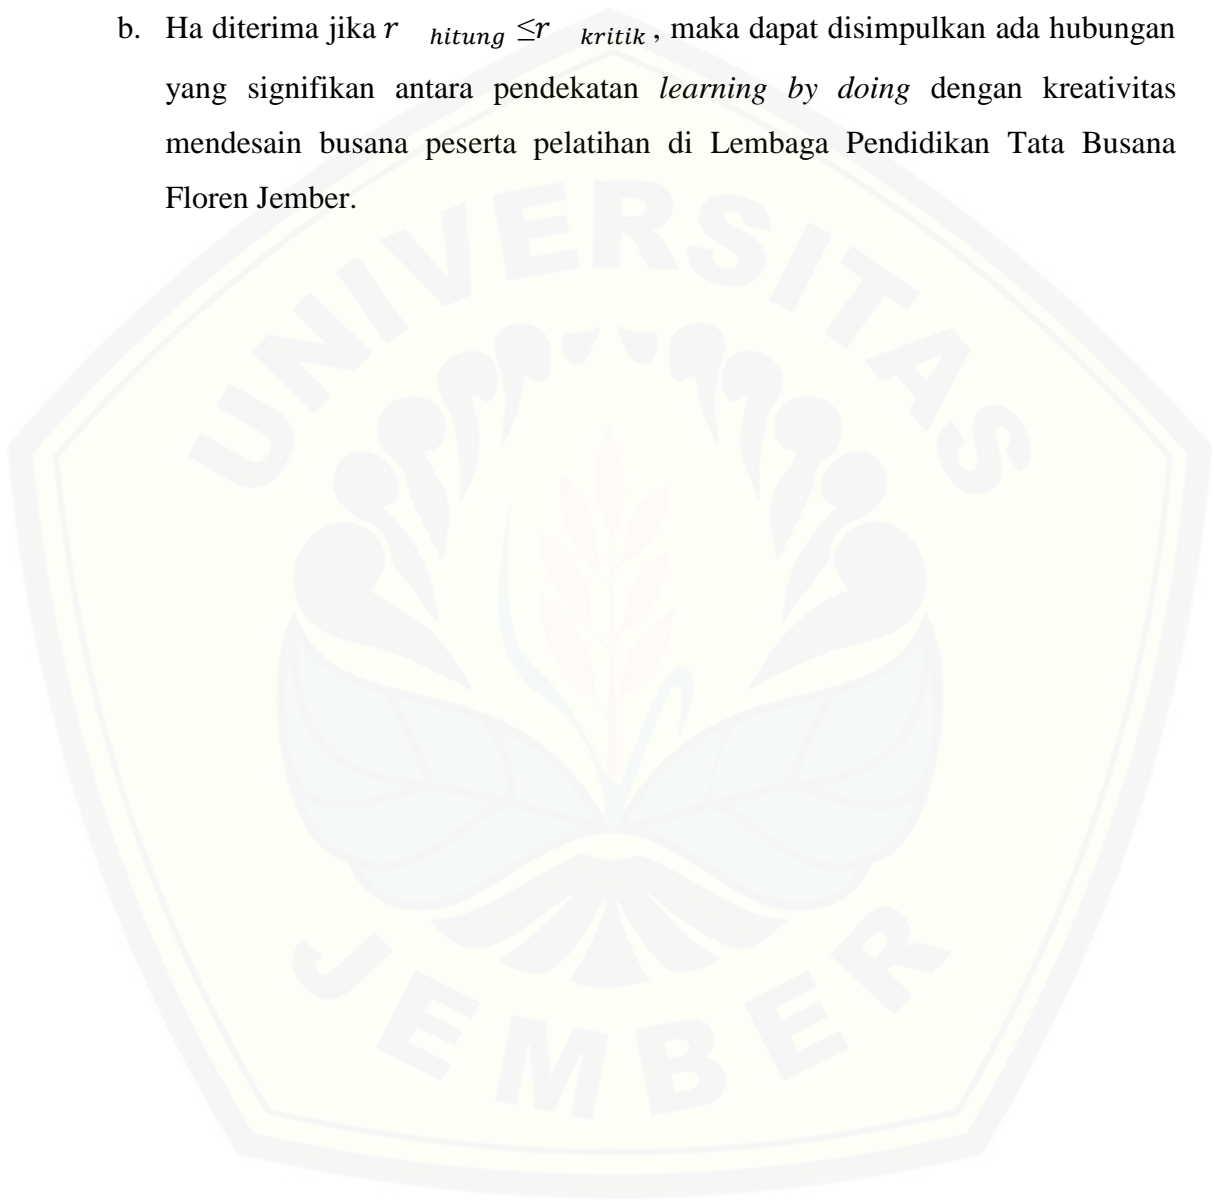 b. Ha diterima jika r hitung ≤r kritik , maka dapat disimpulkan ada hubungan
yang signifikan antara pendekatan learning by doing dengan kreativitas
mendesain busana peserta pelatihan di Lembaga Pendidikan Tata Busana
Floren Jember.
UNIVERSITAS
JEMBER